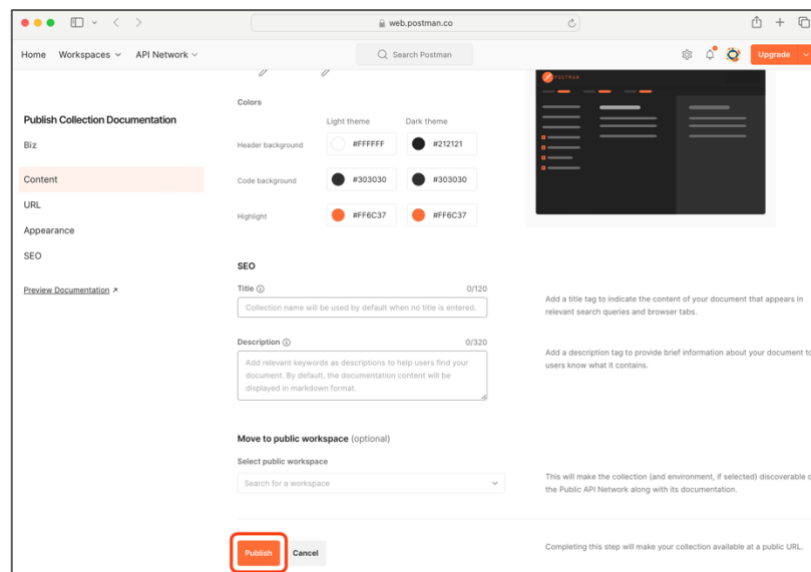 web.postman.co
Home Workspaces API Network Search Postman Upgrade
POSTMAN
Publish Collection Documentation
Biz
Content
URL
Appearance
SEO
Preview Documentation ↗
Colors
Light theme Dark theme
Header background #FFFFFF #212121
Code background #303030 #303030
Highlight #FF6C37 #FF6C37
SEO
Title 0/120
Collection name will be used by default when no title is entered.
Add a title tag to indicate the content of your document that appears in
relevant search queries and browser tabs.
Description 0/320
Add relevant keywords as descriptions to help users find your
document. By default, the documentation content will be
displayed in markdown format.
Add a description tag to provide brief information about your document to
users know what it contains.
Move to public workspace (optional)
Select public workspace
Search for a workspace
This will make the collection (and environment, if selected) discoverable
the Public API Network along with its documentation.
Publish Cancel
Completing this step will make your collection available at a public URL.